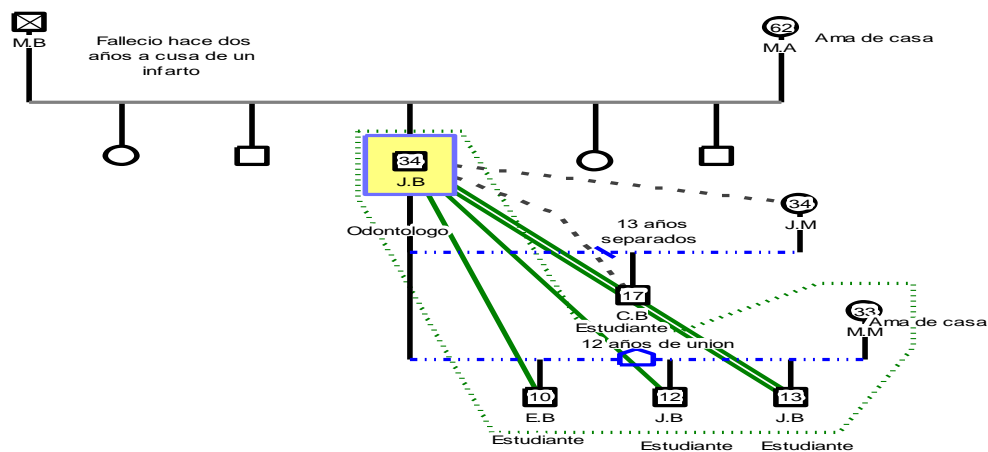 M.B
Fallecio hace dos
años a cusa de un
infarto
62
M.A
Ama de casa
34
J.B
Odontologo
34
J.M
13 años
separados
17
C.B
Estudiante
33
M.M
Ama de casa
12 años de union
10
E.B
Estudiante
12
J.B
Estudiante
13
J.B
Estudiante